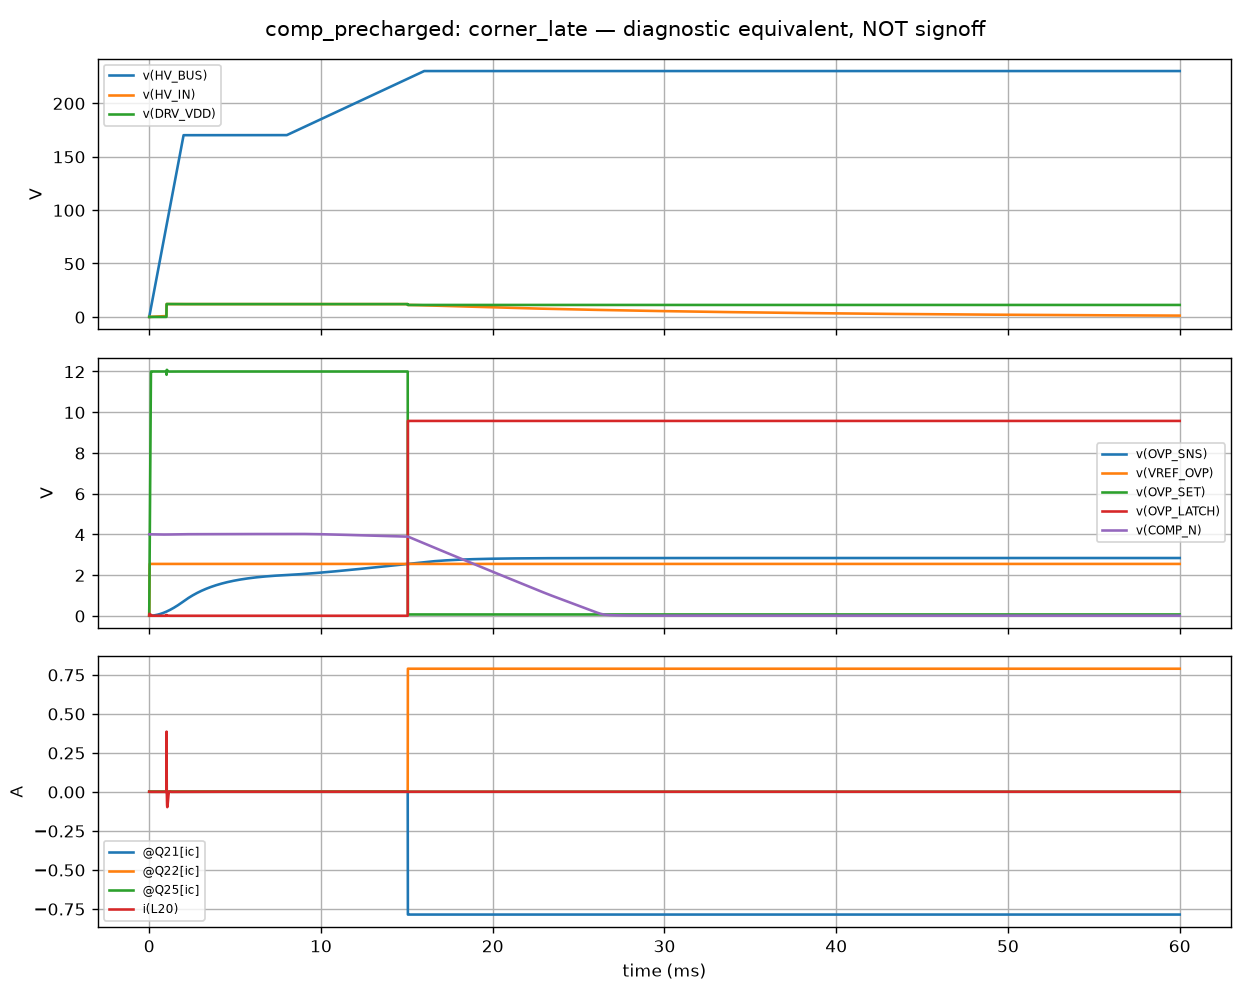 comp_precharged: corner_late — diagnostic equivalent, NOT signoff
v(HV_BUS)
v(HV_IN)
v(DRV_VDD)
200
150
100
50
0
V
12
10
8
6
4
2
0
V
v(OVP_SNS)
v(VREF_OVP)
v(OVP_SET)
v(OVP_LATCH)
v(COMP_N)
0.75
0.50
0.25
0.00
−0.25
−0.50
−0.75
A
@Q21[ic]
@Q22[ic]
@Q25[ic]
i(L20)
0 10 20 30 40 50 60
time (ms)